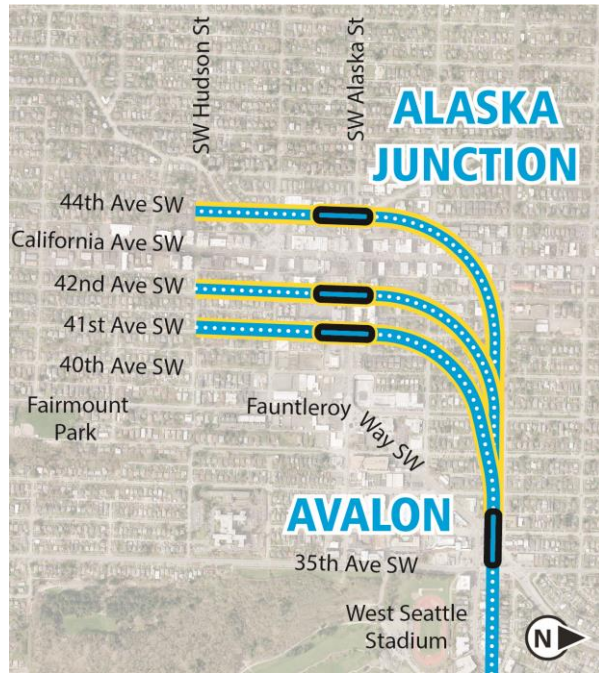 SW Hudson St
SW Alaska St
ALASKA
JUNCTION
44th Ave SW
California Ave SW
42nd Ave SW
41st Ave SW
40th Ave SW
Fairmount
Park
Fauntleroy
Way SW
AVALON
35th Ave SW
West Seattle
Stadium
N